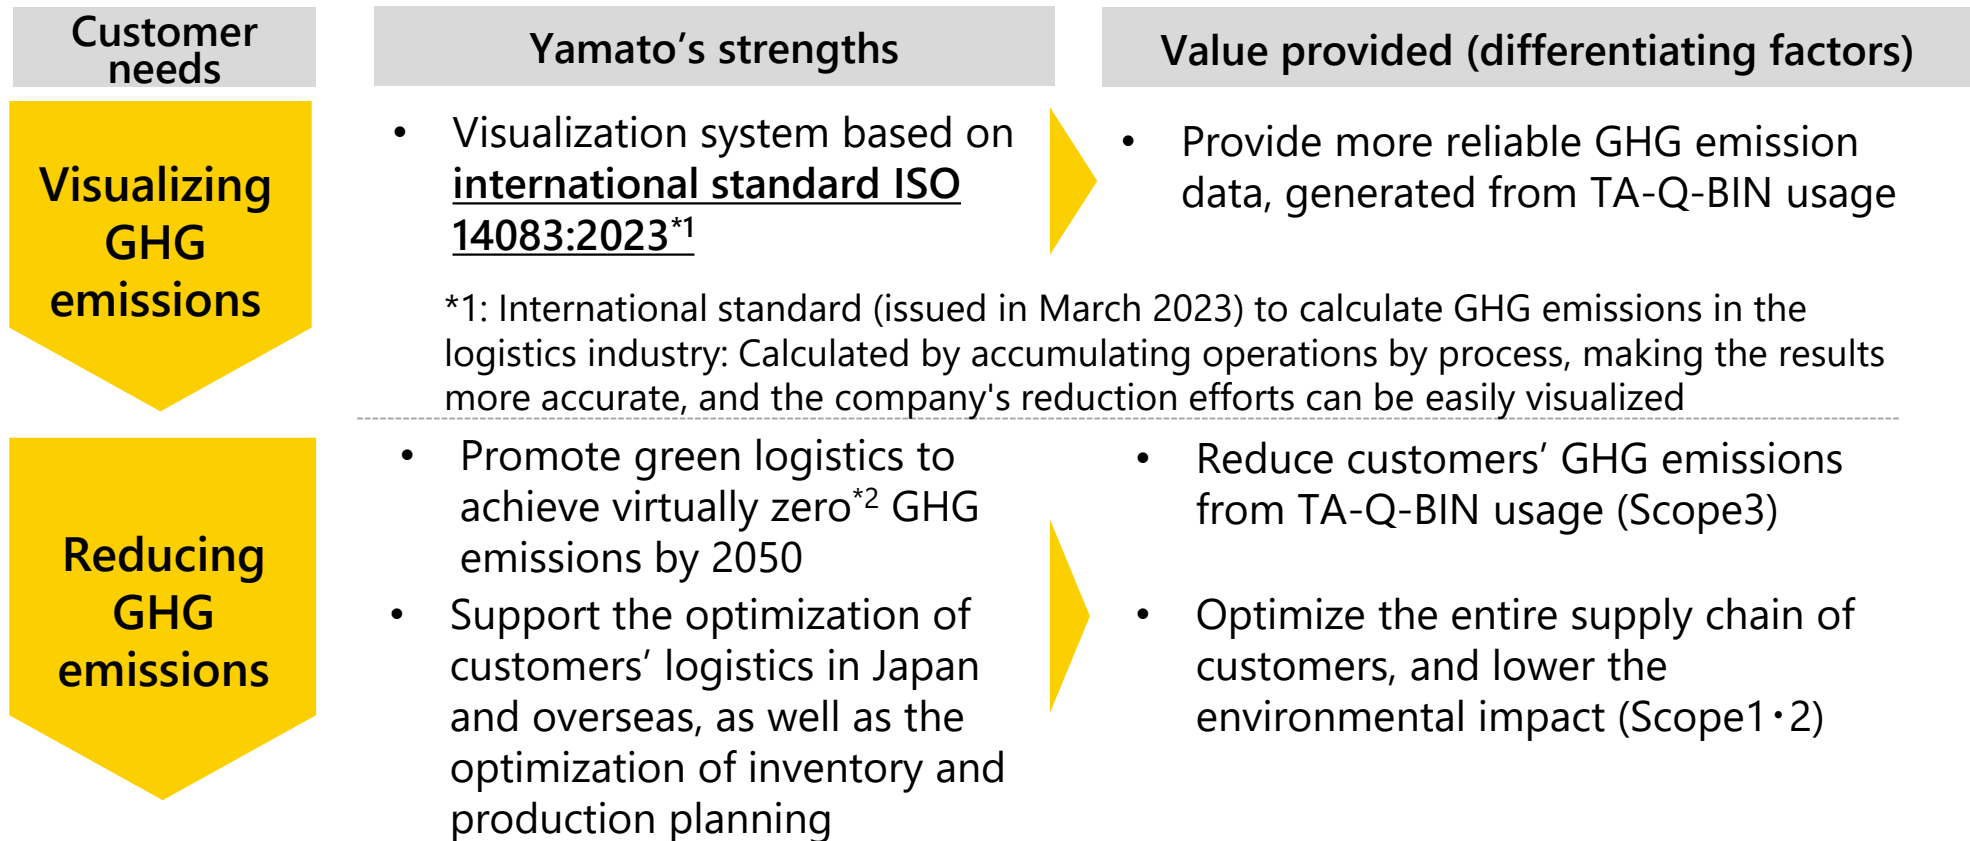 Customer
needs
Yamato’s strengths
Value provided (differentiating factors)
Visualizing
GHG
emissions
• Visualization system based on
international standard ISO
14083:2023*1
• Provide more reliable GHG emission
data, generated from TA-Q-BIN usage
*1: International standard (issued in March 2023) to calculate GHG emissions in the
logistics industry: Calculated by accumulating operations by process, making the results
more accurate, and the company's reduction efforts can be easily visualized
Reducing
GHG
emissions
• Promote green logistics to
achieve virtually zero*2 GHG
emissions by 2050
• Support the optimization of
customers’ logistics in Japan
and overseas, as well as the
optimization of inventory and
production planning
• Reduce customers’ GHG emissions
from TA-Q-BIN usage (Scope3)
• Optimize the entire supply chain of
customers, and lower the
environmental impact (Scope1・2)